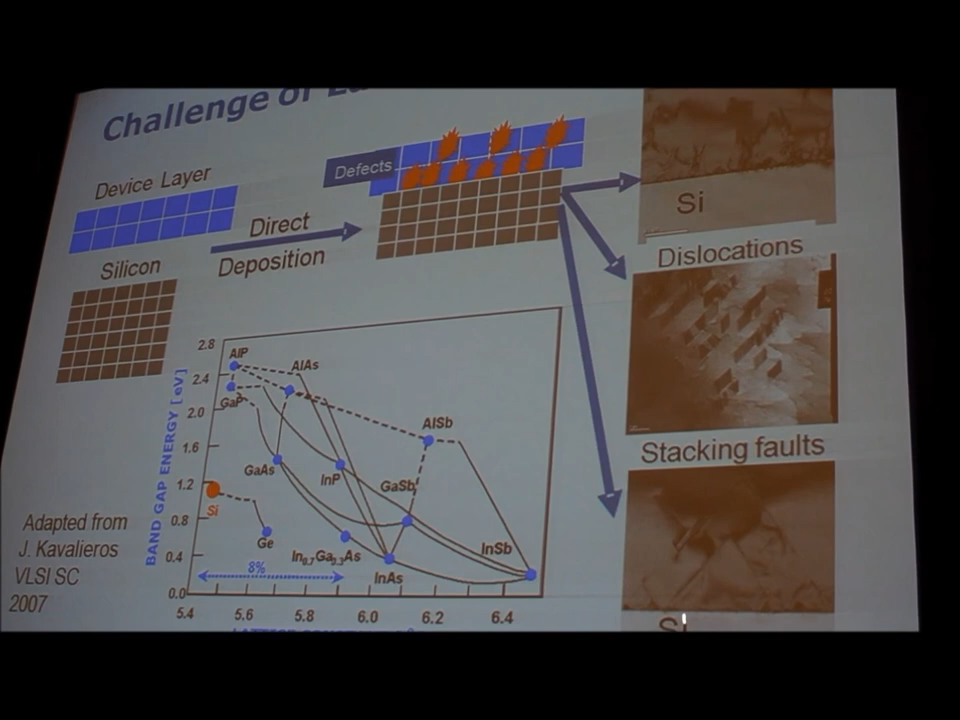 Challenge of
Device Layer
Defects
Direct
Deposition
Silicon
Si
Dislocations
Stacking faults
Si
BAND GAP ENERGY [eV]
2.8
2.4
2.0
1.6
1.2
0.8
0.4
0.0
AlP
AlAs
GaP
AlSb
GaAs
InP
GaSb
Si
Ge
In0.7Ga0.3As
InAs
InSb
8%
5.4 5.6 5.8 6.0 6.2 6.4
Adapted from
J. Kavalieros
VLSI SC
2007